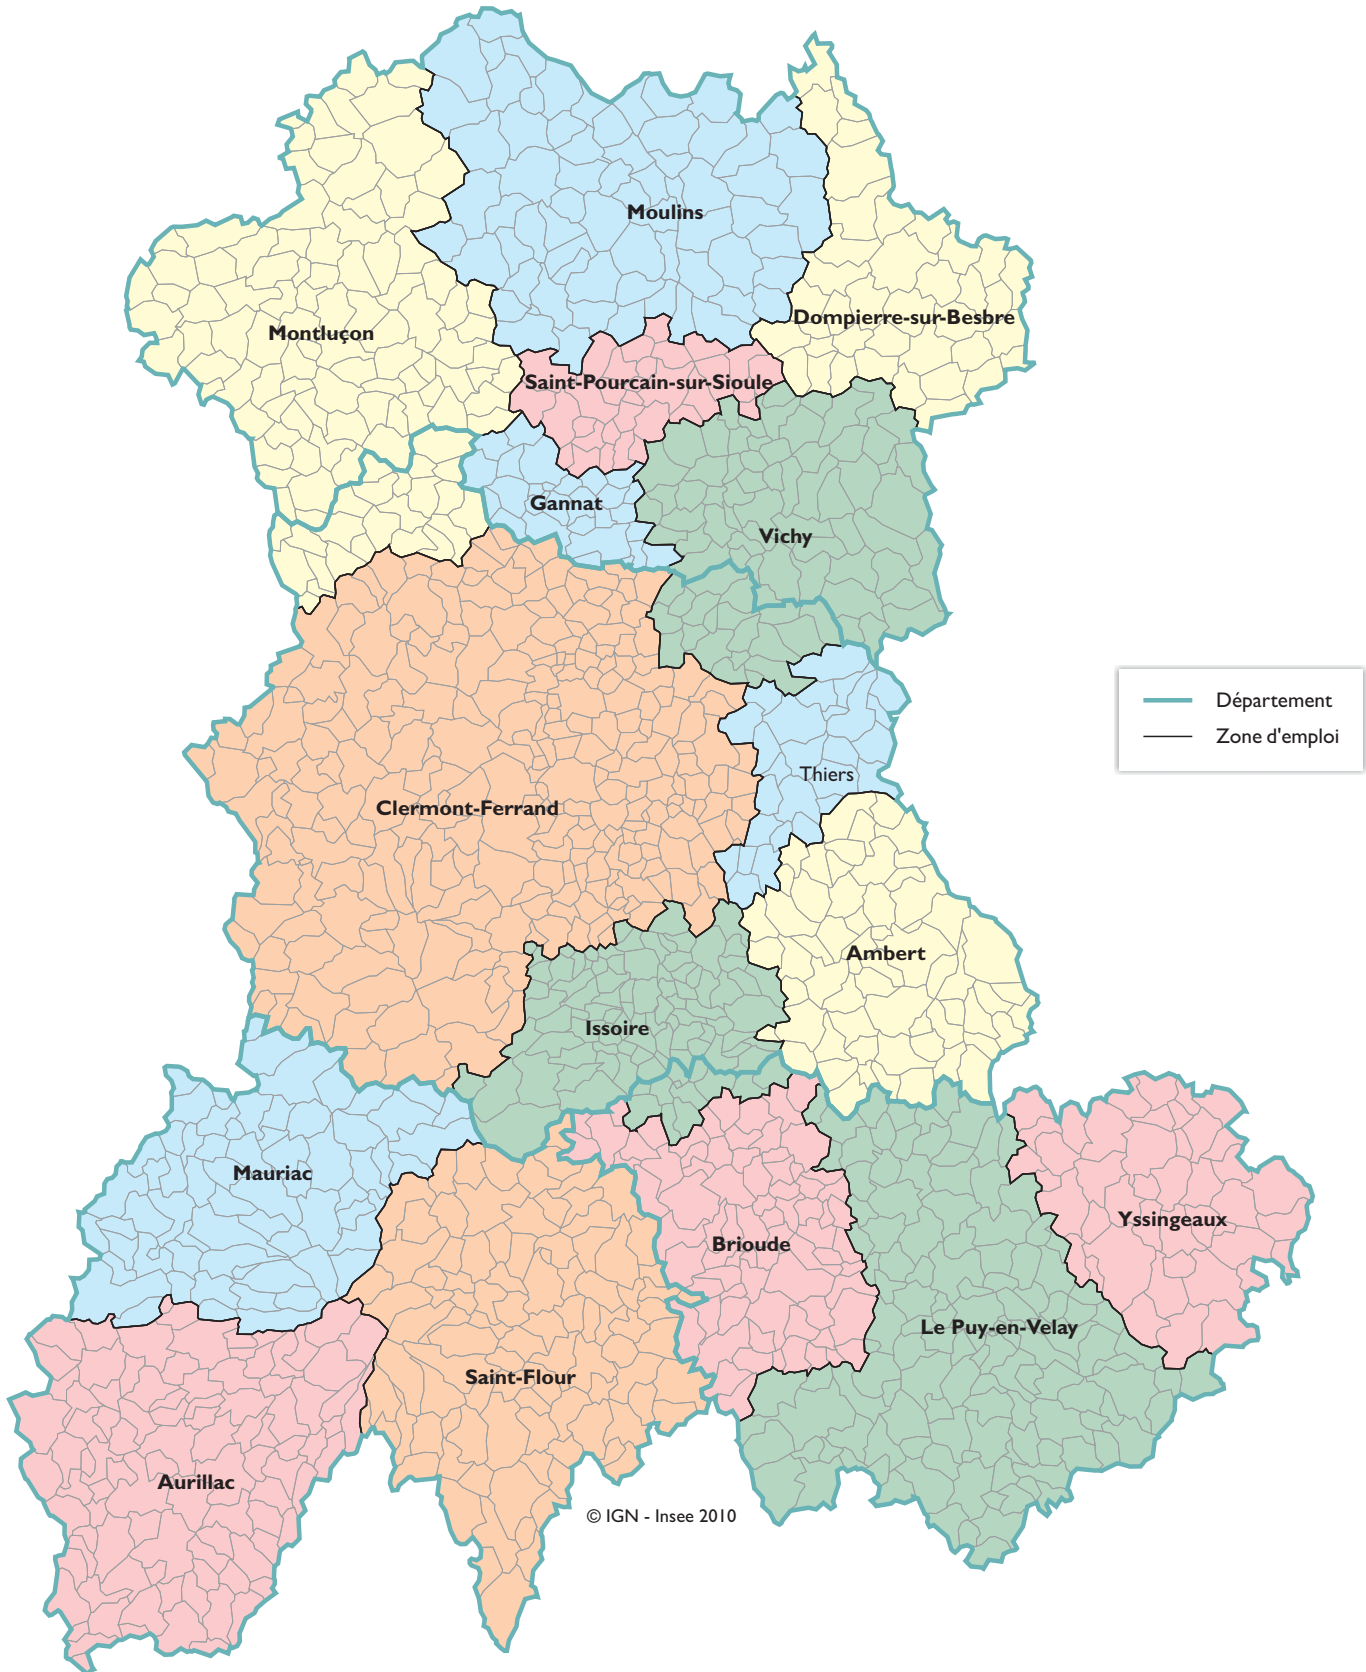 Moulins
Dompierre-sur-Besbre
Montluçon
Saint-Pourcain-sur-Sioule
Gannat
Vichy
Département
Zone d'emploi
Thiers
Clermont-Ferrand
Ambert
Issoire
Mauriac
Yssingeaux
Brioude
Le Puy-en-Velay
Saint-Flour
Aurillac
© IGN - Insee 2010